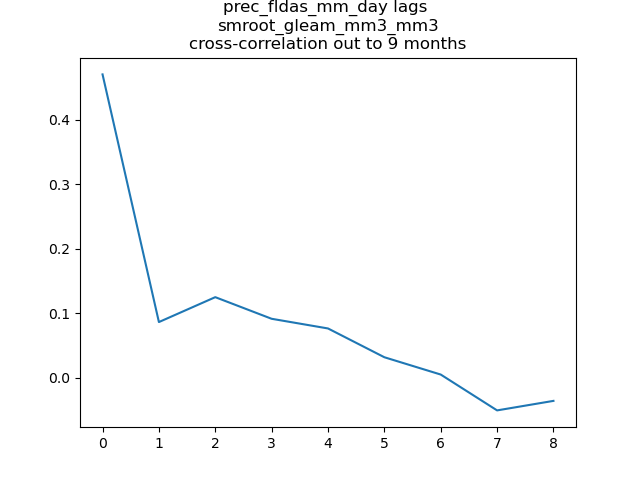 prec_fldas_mm_day lags
smroot_gleam_mm3_mm3
cross-correlation out to 9 months
0.4
0.3
0.2
0.1
0.0
0 1 2 3 4 5 6 7 8